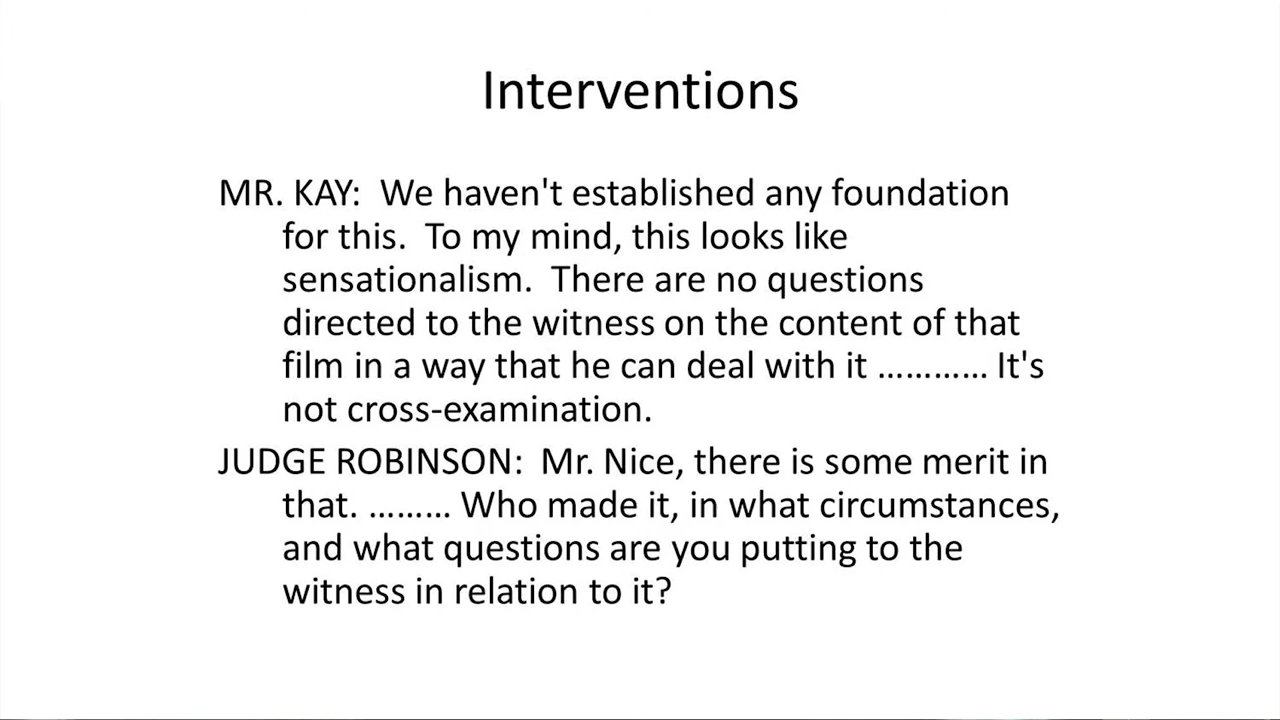 Interventions
MR. KAY:  We haven't established any foundation
for this.  To my mind, this looks like
sensationalism.  There are no questions
directed to the witness on the content of that
film in a way that he can deal with it ………… It's
not cross-examination.
JUDGE ROBINSON:  Mr. Nice, there is some merit in
that. ……… Who made it, in what circumstances,
and what questions are you putting to the
witness in relation to it?